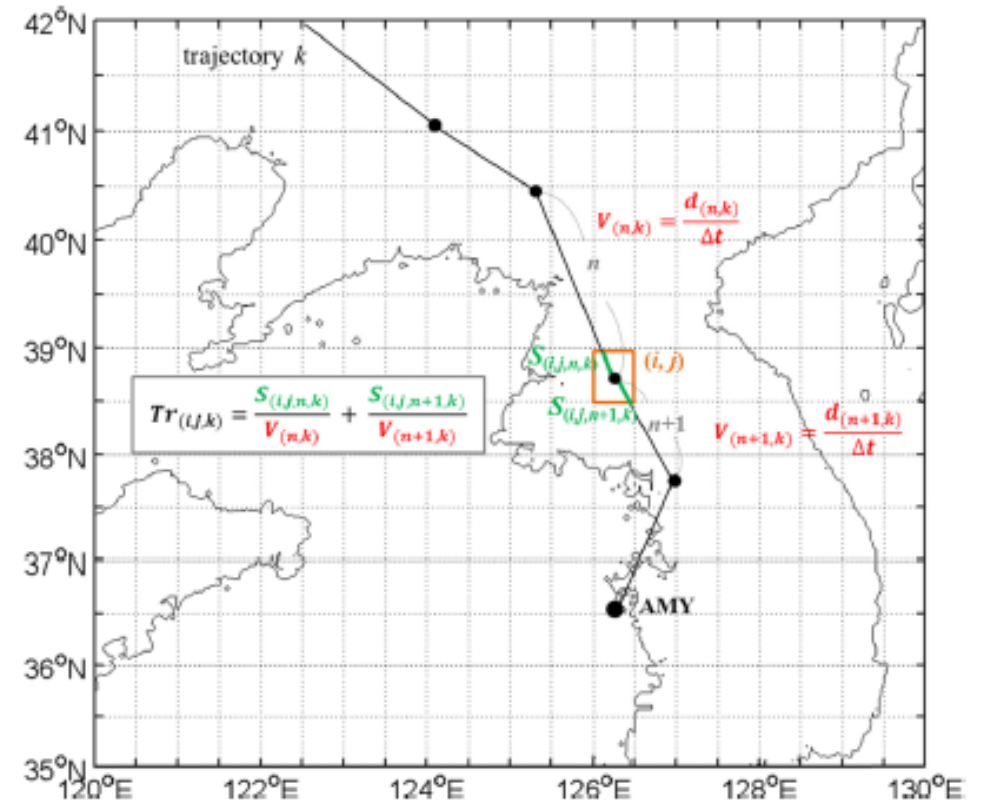 42°N
trajectory k
41°N
V(n,k) = d(n,k) / Δt
40°N
n
39°N
S(i,j,n,k)
(i, j)
Tr(i,j,k) = S(i,j,n,k) / V(n,k) + S(i,j,n+1,k) / V(n+1,k)
S(i,j,n+1,k)
n+1
V(n+1,k) = d(n+1,k) / Δt
38°N
37°N
AMY
36°N
35°N
120°E 122°E 124°E 126°E 128°E 130°E